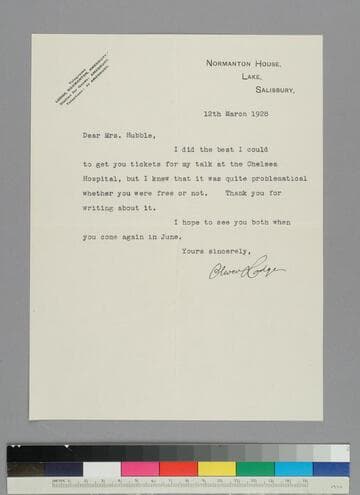 NORMANTON HOUSE,
LAKE,
SALISBURY,
12th March 1928
Dear Mrs. Hubble,
I did the best I could
to get you tickets for my talk at the Chelsea
Hospital, but I knew that it was quite problematical
whether you were free or not. Thank you for
writing about it.
I hope to see you both when
you come again in June.
Yours sincerely,
Oliver Lodge